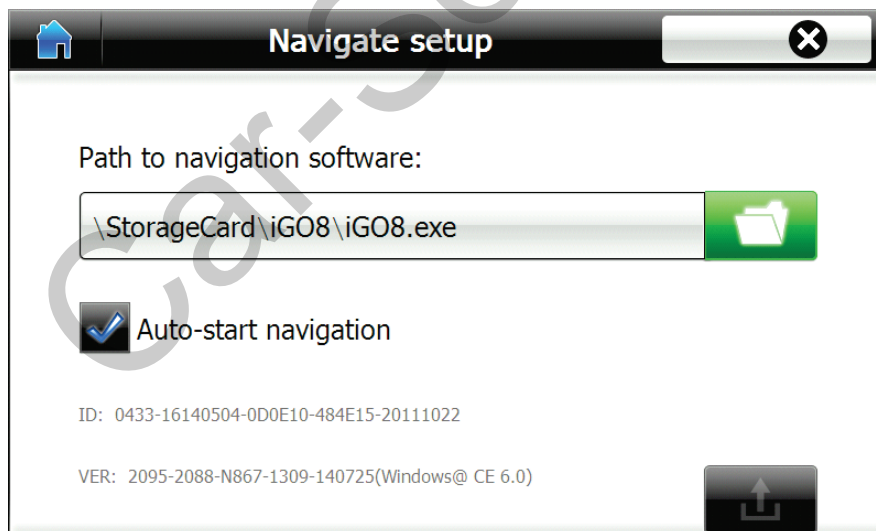 Navigate setup
Path to navigation software:
\StorageCard\iGO8\iGO8.exe
Auto-start navigation
ID: 0433-16140504-0D0E10-484E15-20111022
VER: 2095-2088-N867-1309-140725(Windows@ CE 6.0)